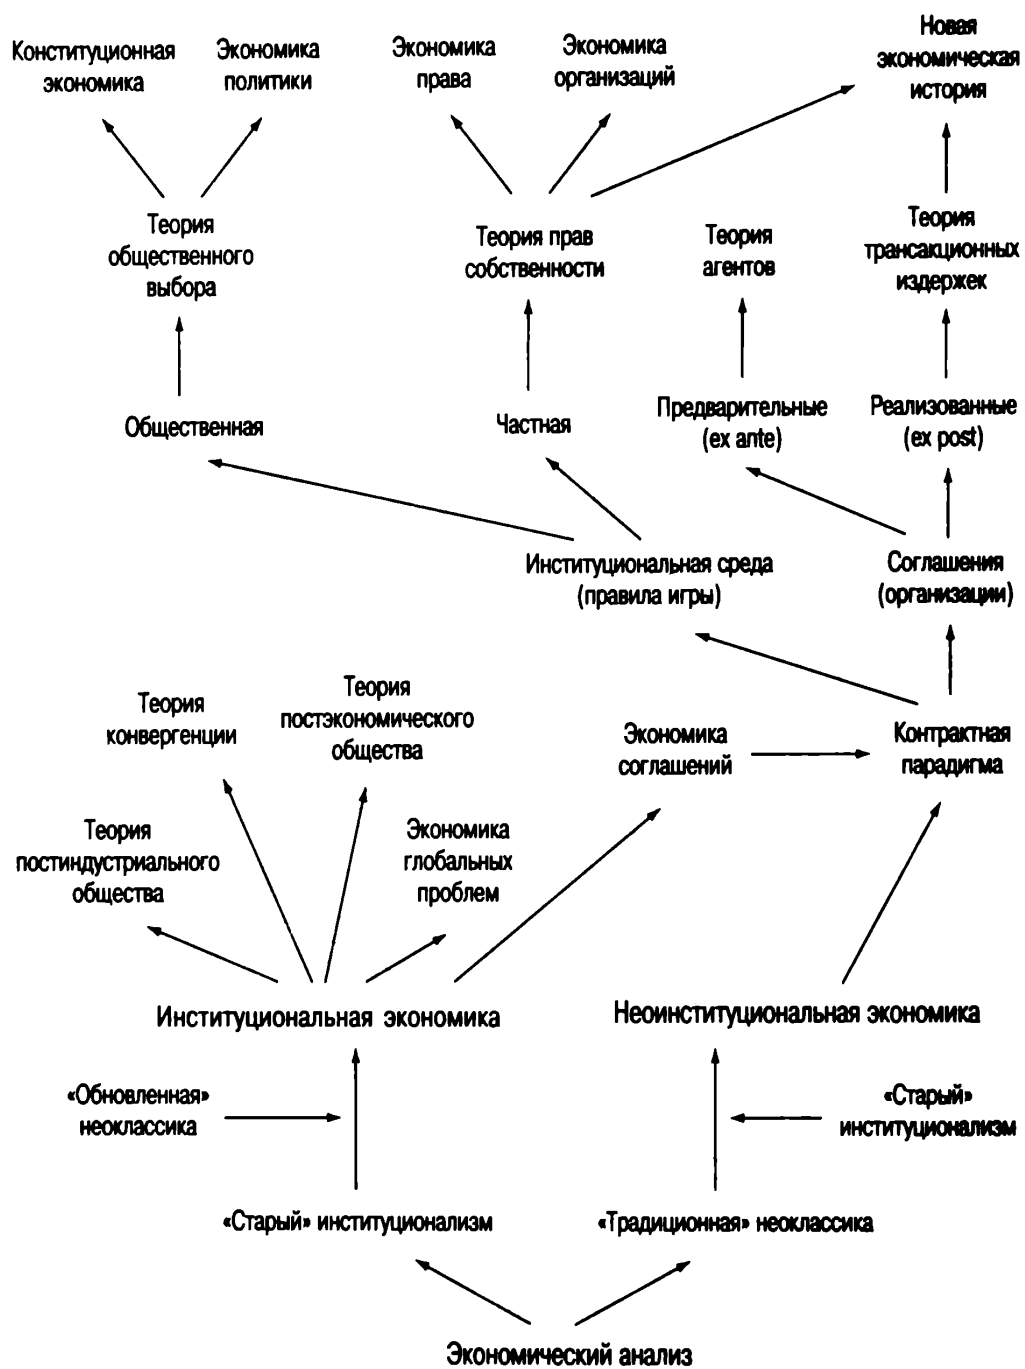 Конституционная
экономика
Экономика
политики
Экономика
права
Экономика
организаций
Новая
экономическая
история
Теория
общественного
выбора
Теория прав
собственности
Теория
агентов
Теория
трансакционных
издержек
Общественная
Частная
Предварительные
(ex ante)
Реализованные
(ex post)
Институциональная среда
(правила игры)
Соглашения
(организации)
Теория
конвергенции
Теория
постэкономического
общества
Экономика
соглашений
Контрактная
парадигма
Теория
постиндустриального
общества
Экономика
глобальных
проблем
Институциональная экономика
Неоинституциональная экономика
«Обновленная»
неоклассика
«Старый»
институционализм
«Старый» институционализм
«Традиционная» неоклассика
Экономический анализ